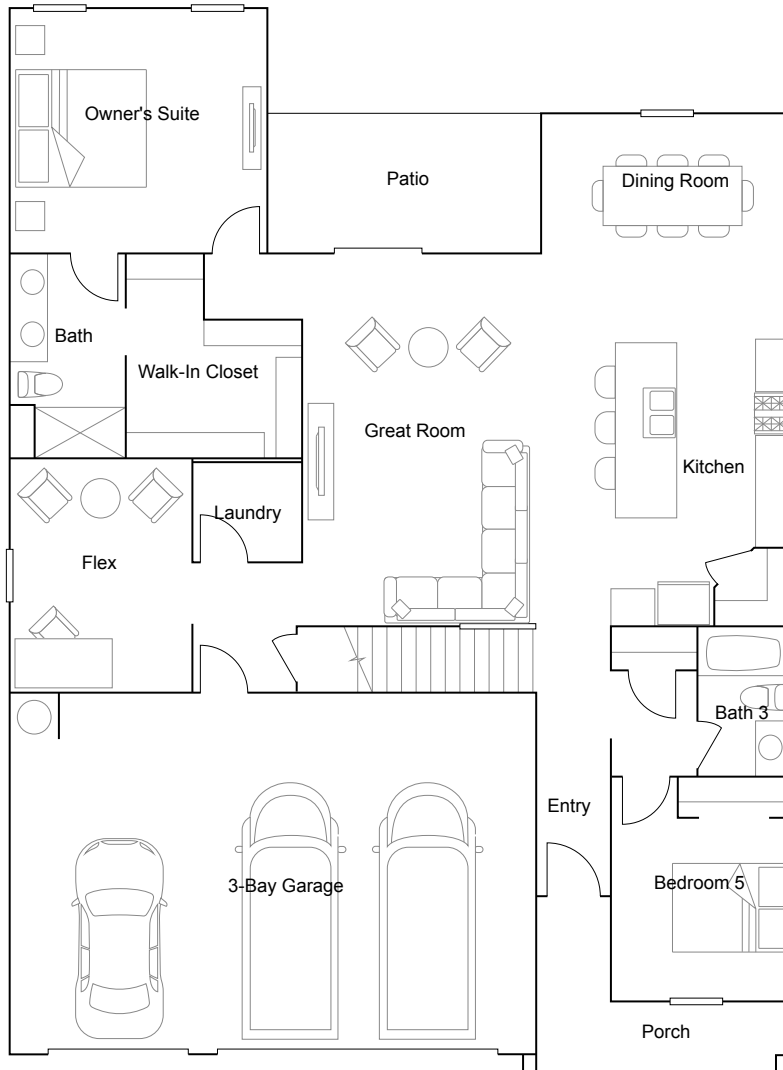 Owner's Suite
Patio
Dining Room
Bath
Walk-In Closet
Great Room
Kitchen
Laundry
Flex
Bath 3
Entry
3-Bay Garage
Bedroom 5
Porch